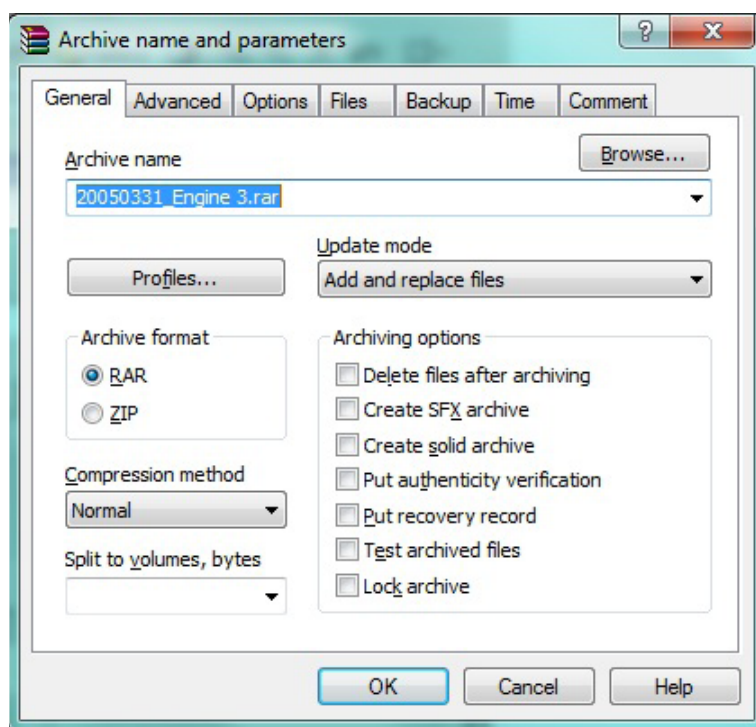 Archive name and parameters
General Advanced Options Files Backup Time Comment
Archive name
Browse...
20050331_Engine 3.rar
Update mode
Profiles...
Add and replace files
Archive format
Archiving options
RAR
Delete files after archiving
ZIP
Create SFX archive
Create solid archive
Compression method
Put authenticity verification
Normal
Put recovery record
Split to volumes, bytes
Test archived files
Lock archive
OK Cancel Help